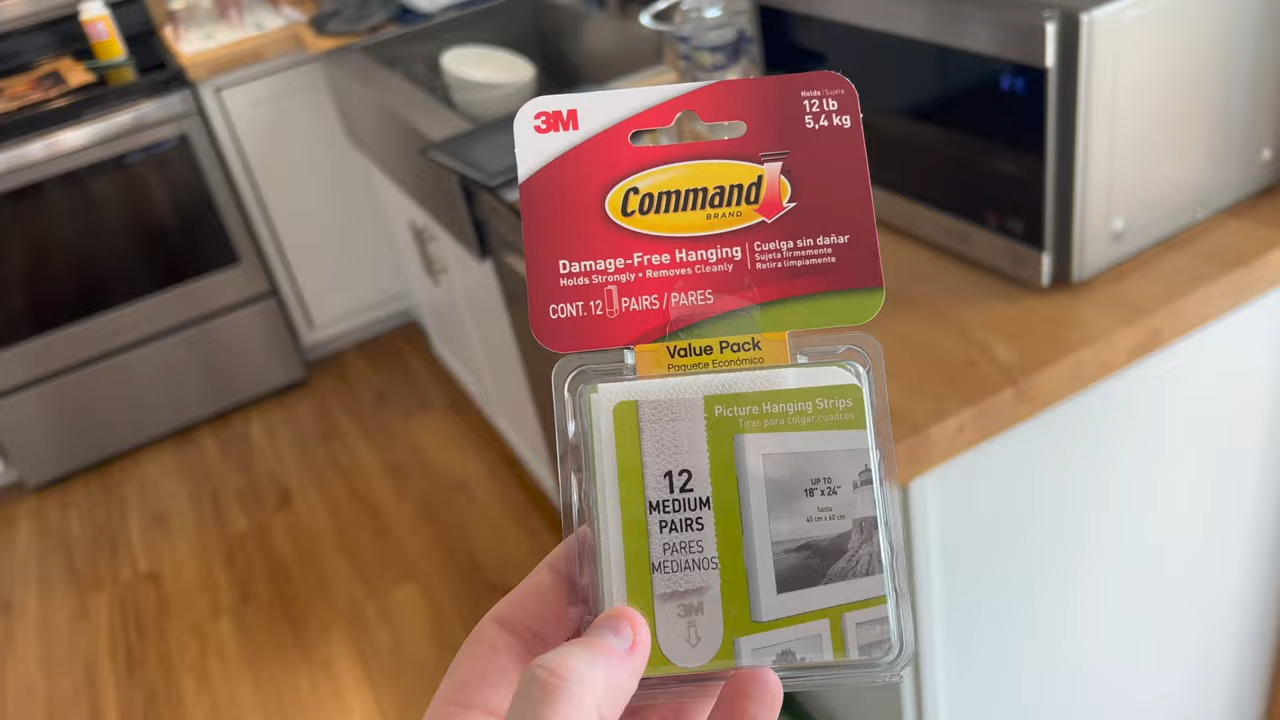 3M
Holds | Sujeta
12 lb
5,4 kg
Command
BRAND
Damage-Free Hanging
Holds Strongly • Removes Cleanly
Cuelga sin dañar
Sujeta firmemente
Retira limpiamente
CONT. 12 PAIRS / PARES
Value Pack
Paquete Económico
Picture Hanging Strips
Tiras para colgar cuadros
12
MEDIUM
PAIRS
PARES
MEDIANOS
3M
UP TO
18" x 24"
hasta
45 cm x 60 cm